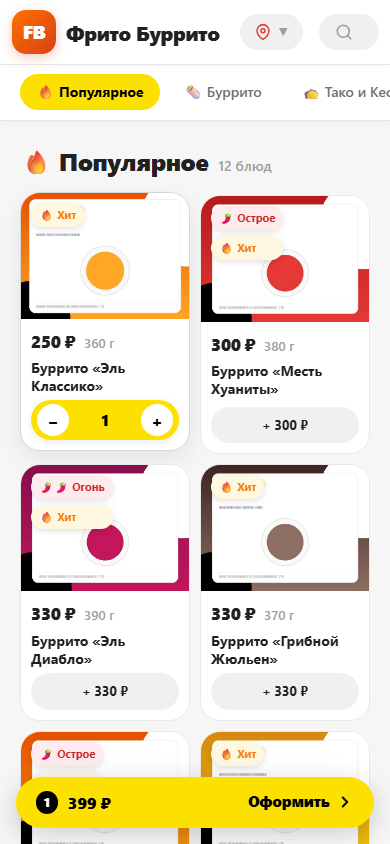 FB Фрито Буррито
Популярное Буррито Тако и Кес
Популярное 12 блюд
Хит
250 ₽ 360 г
Буррито «Эль
Классико»
− 1 +
Острое
Хит
300 ₽ 380 г
Буррито «Месть
Хуаниты»
+ 300 ₽
Огонь
Хит
330 ₽ 390 г
Буррито «Эль
Диабло»
+ 330 ₽
Хит
330 ₽ 370 г
Буррито «Грибной
Жюльен»
+ 330 ₽
Острое
Хит
1 399 ₽ Оформить